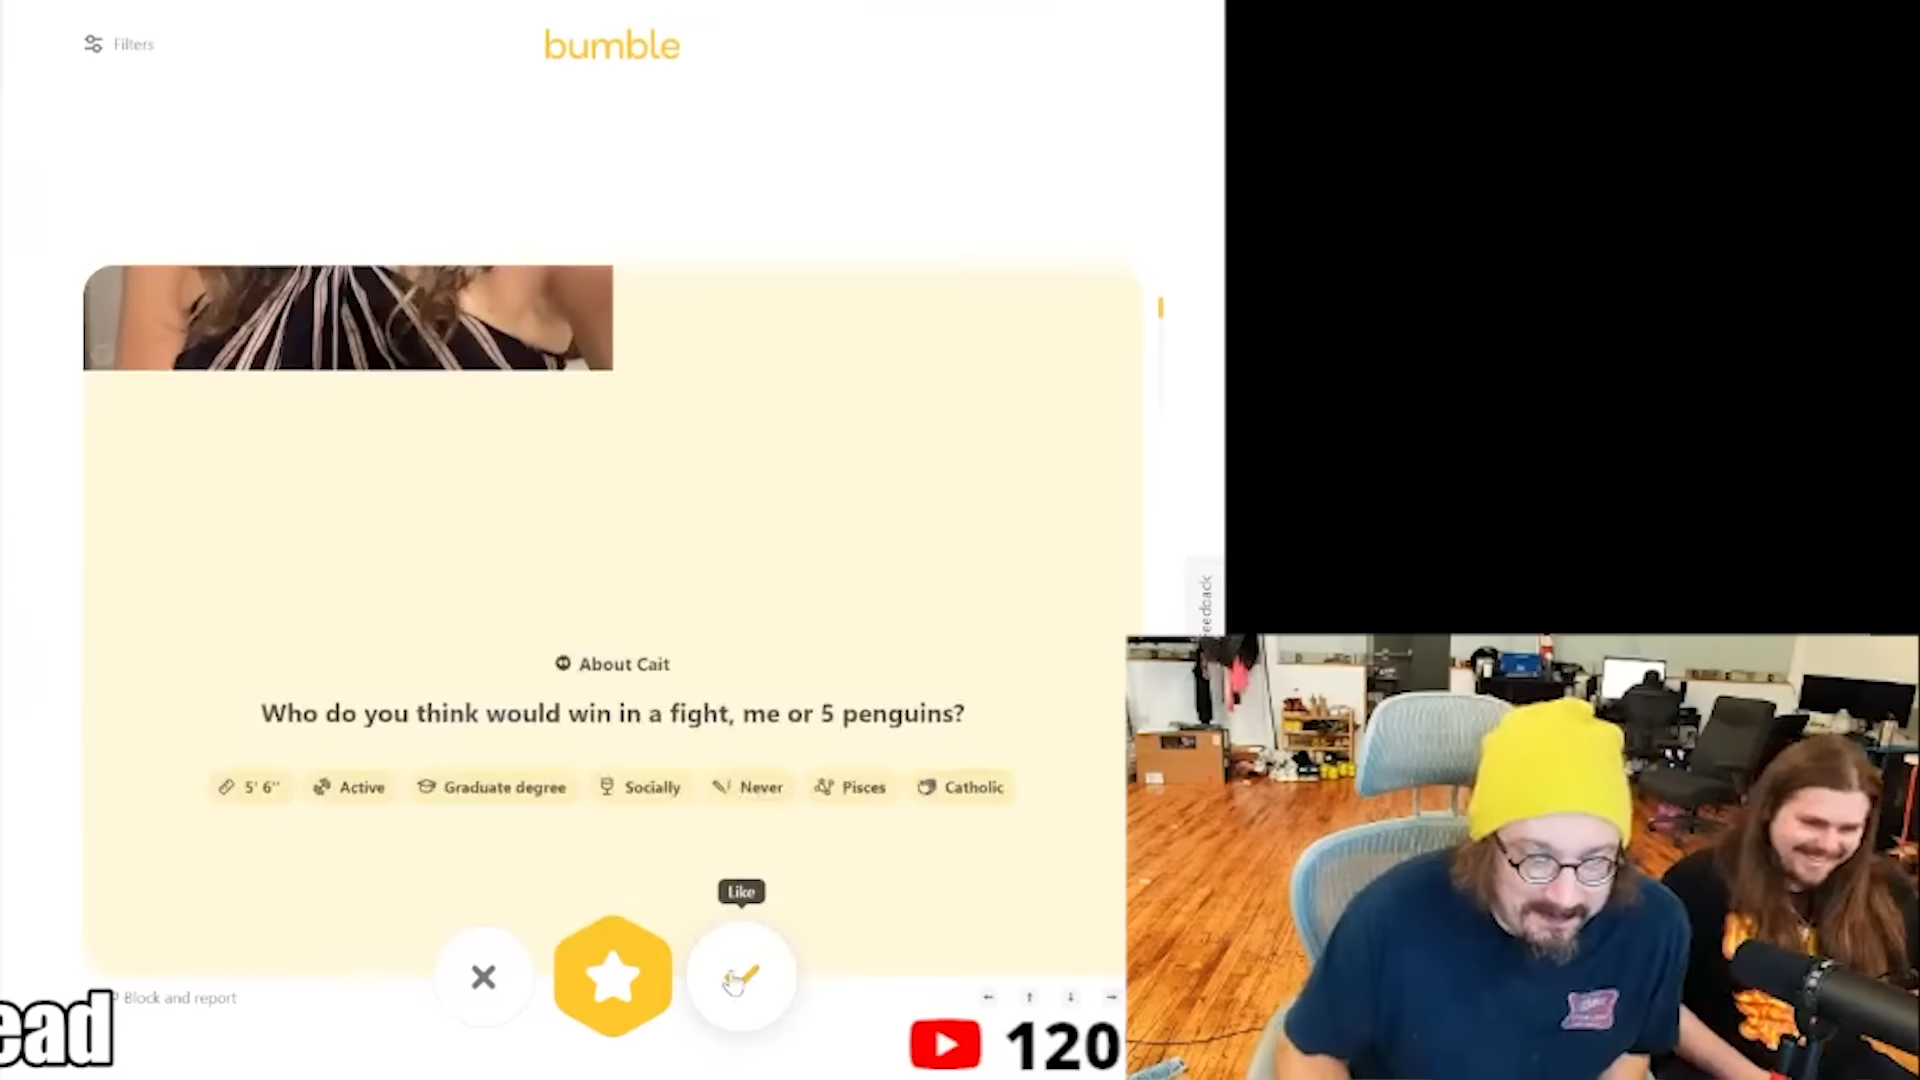 Filters
bumble
eedback
About Cait
Who do you think would win in a fight, me or 5 penguins?
5' 6" Active Graduate degree Socially Never Pisces Catholic
Like
Block and report
ead
120